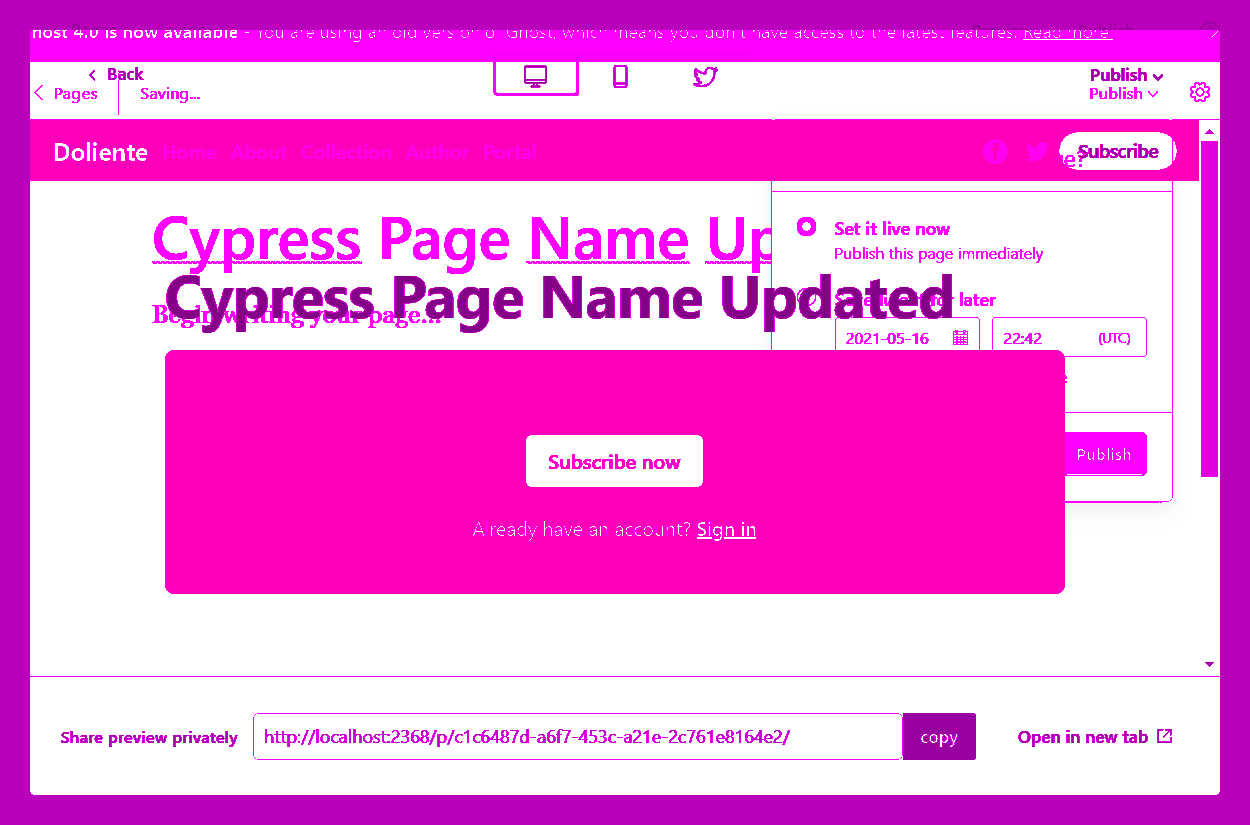 host 4.0 is now available - You are using an old version of Ghost, which means you don't have access to the latest features. Read more
Back
Publish
Pages
Saving...
Publish
Doliente Home About Collection Author Portal
Subscribe
Cypress Page Name Up
Set it live now
Publish this page immediately
Cypress Page Name Updated
for later
Begin writing your page...
2021-05-16 22:42 (UTC)
Subscribe now
Publish
Already have an account? Sign in
Share preview privately http://localhost:2368/p/c1c6487d-a6f7-453c-a21e-2c761e8164e2/ copy Open in new tab